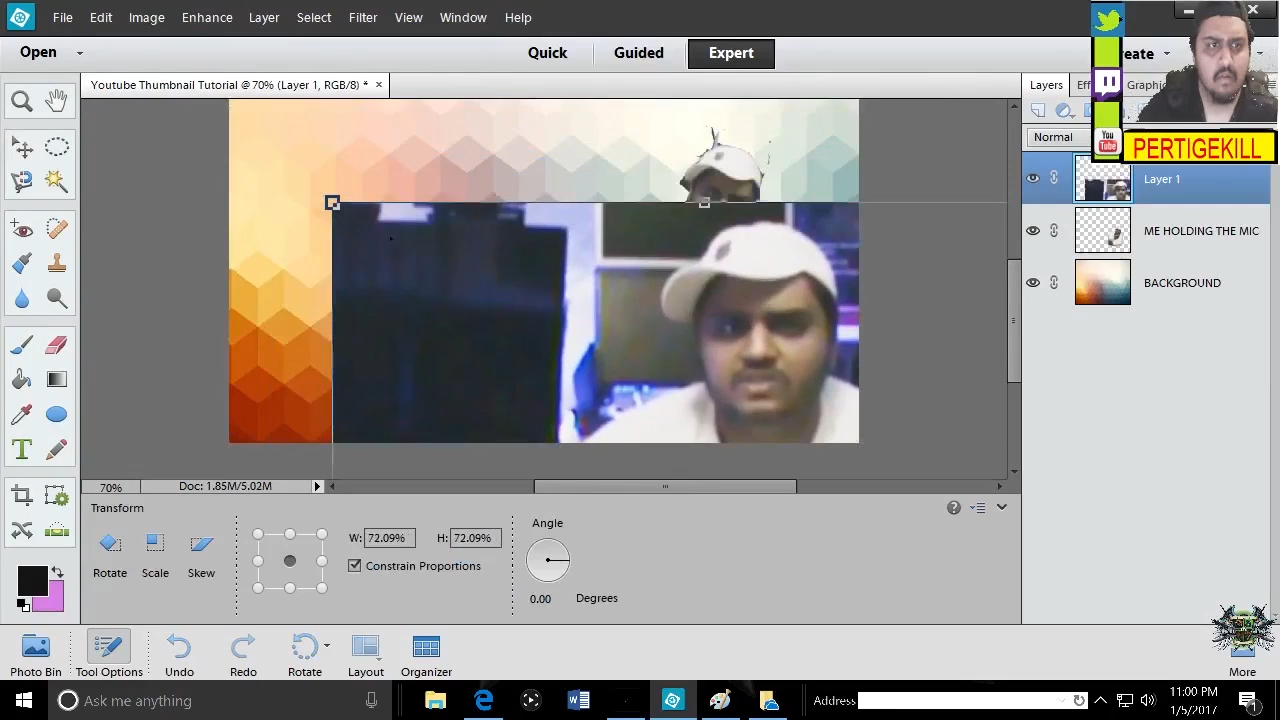 File Edit Image Enhance Layer Select Filter View Window Help
Open Quick Guided Expert
Youtube Thumbnail Tutorial @ 70% (Layer 1, RGB/8) * ×
Layers
Normal
You
Tube
PERTIGEKILL
Layer 1
ME HOLDING THE MIC
BACKGROUND
70% Doc: 1.85M/5.02M
Transform
Rotate Scale Skew
W: 72.09% H: 72.09%
Constrain Proportions
Angle
0.00 Degrees
Photo Bin Tool Options Undo Redo Rotate Layout Organizer More
Ask me anything
Address
11:00 PM
1/5/2017